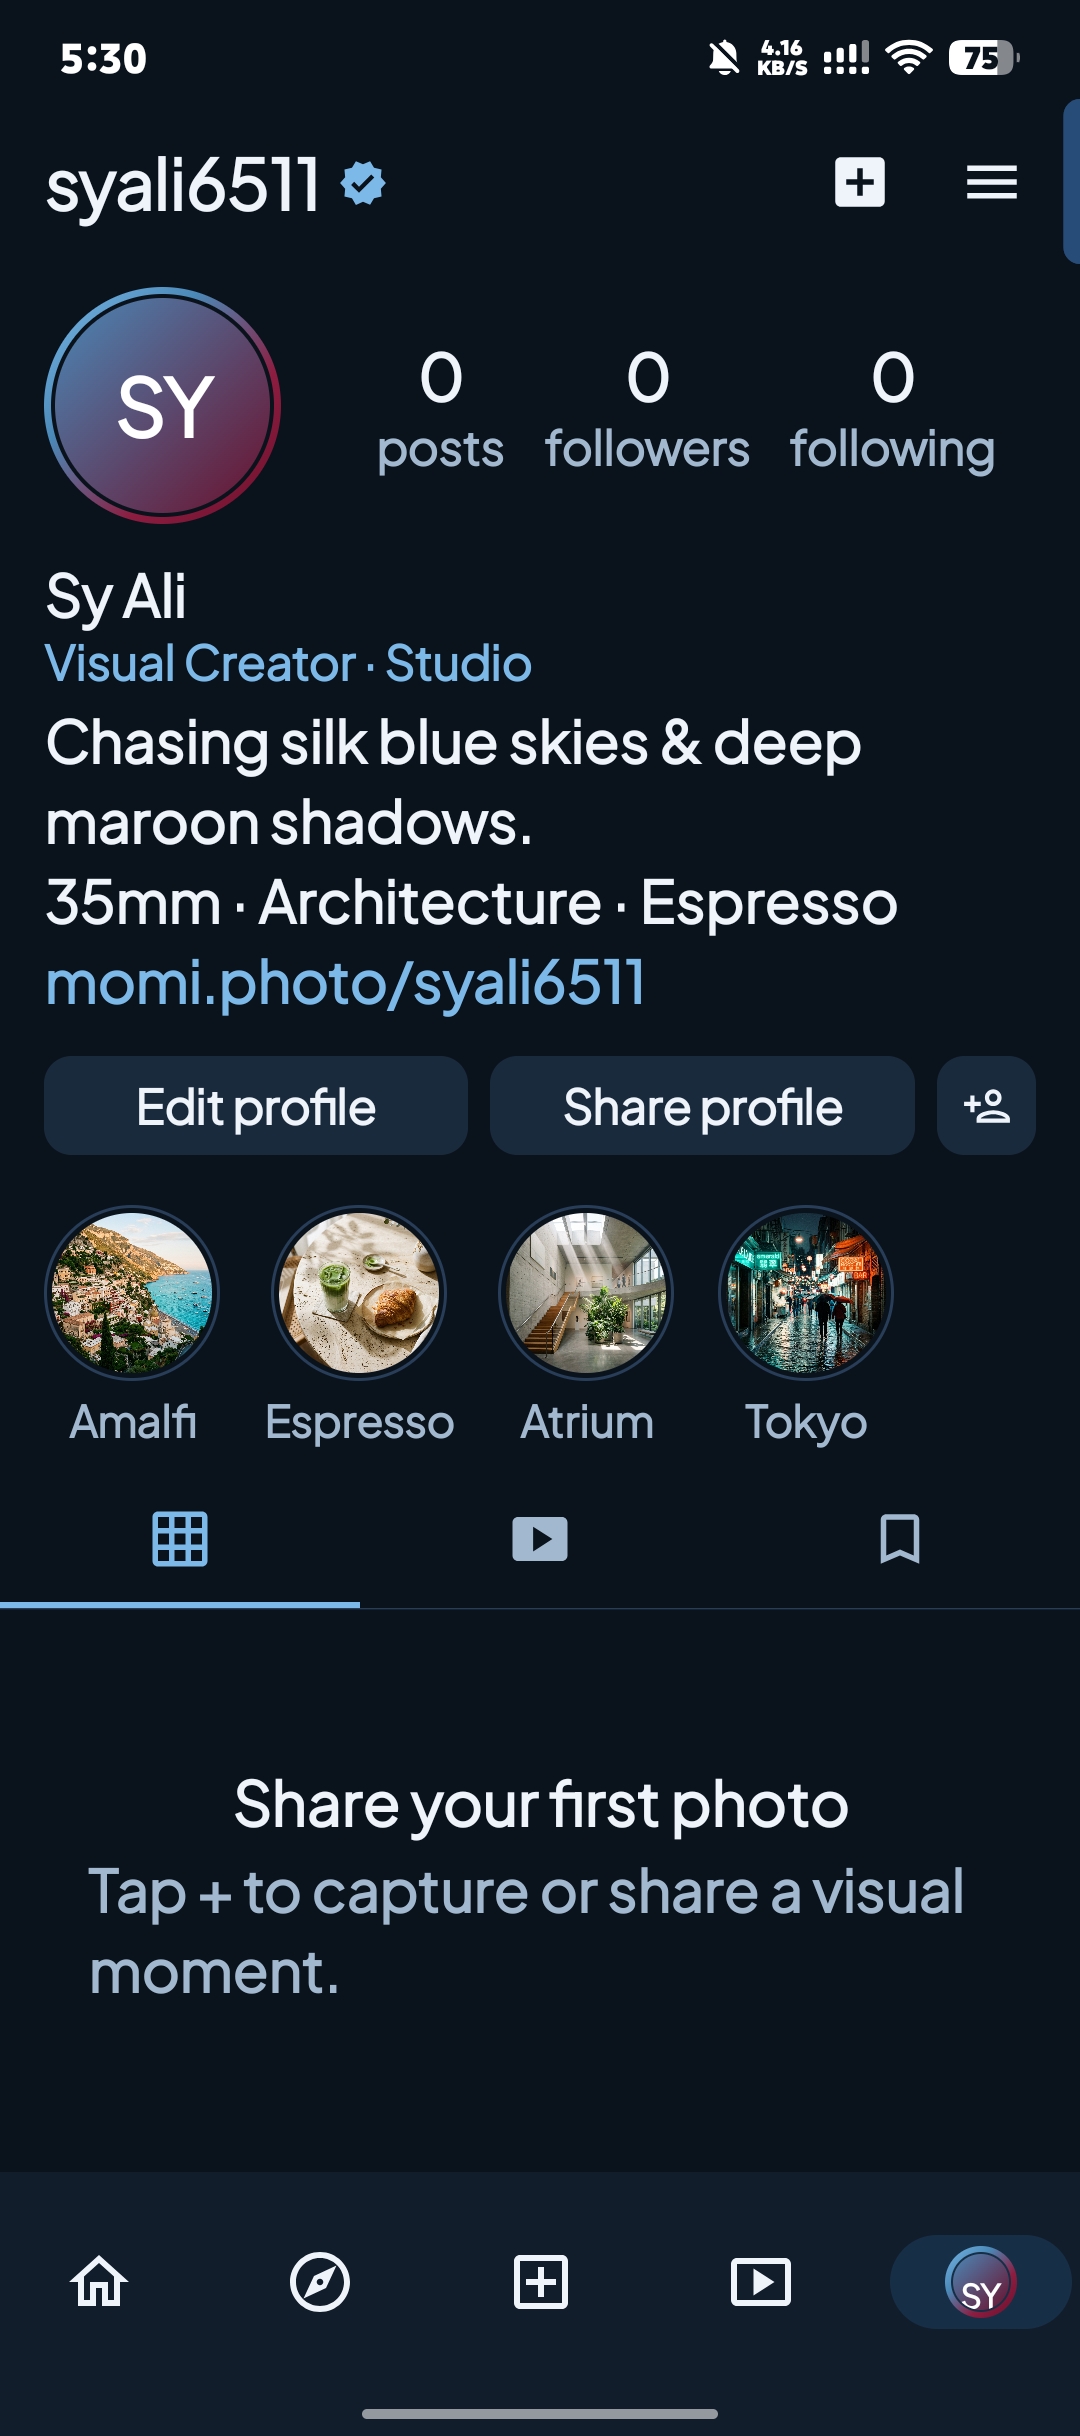 5:30
4.16
KB/S
75
syali6511
SY
0 0 0
posts followers following
Sy Ali
Visual Creator · Studio
Chasing silk blue skies & deep
maroon shadows.
35mm · Architecture · Espresso
momi.photo/syali6511
Edit profile
Share profile
Amalfi Espresso Atrium Tokyo
Share your first photo
Tap + to capture or share a visual
moment.
SY